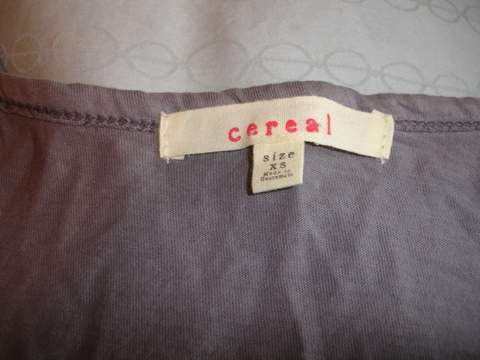 cereal
size
XS
Made in
Guatemala